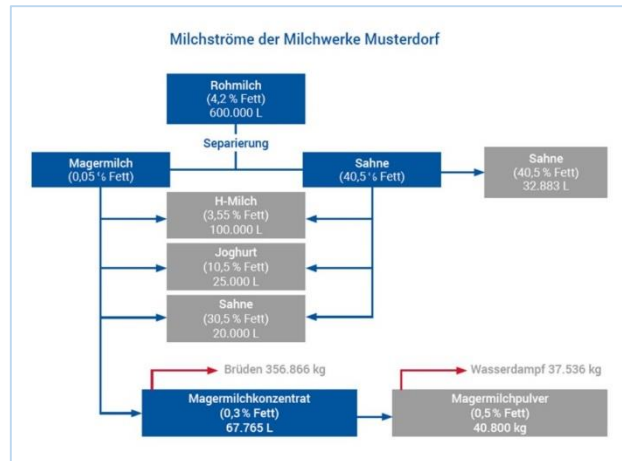 Milchströme der Milchwerke Musterdorf
Rohmilch
(4,2 % Fett)
600.000 L
Separierung
Magermilch
(0,05 % Fett)
Sahne
(40,5 % Fett)
Sahne
(40,5 % Fett)
32.883 L
H-Milch
(3,55 % Fett)
100.000 L
Joghurt
(10,5 % Fett)
25.000 L
Sahne
(30,5 % Fett)
20.000 L
Brüden 356.866 kg
Wasserdampf 37.536 kg
Magermilchkonzentrat
(0,3 % Fett)
67.765 L
Magermilchpulver
(0,5 % Fett)
40.800 kg